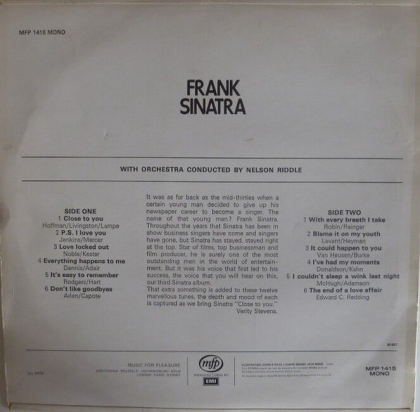 MFP 1415 MONO
FRANK
SINATRA
WITH ORCHESTRA CONDUCTED BY NELSON RIDDLE
SIDE ONE
1 Close to you
Hoffman/Livingston/Lampe
2 P.S. I love you
Jenkins/Mercer
3 Love locked out
Noble/Kester
4 Everything happens to me
Dennis/Adair
5 It's easy to remember
Rodgers/Hart
6 Don't like goodbyes
Arlen/Capote
It was as far back as the mid-thirties when a
certain young man decided to give up his
newspaper career to become a singer. The
name of that young man? Frank Sinatra.
Throughout the years that Sinatra has been in
show business singers have come and singers
have gone, but Sinatra has stayed, stayed right
at the top. Star of films, top businessman and
film producer, he is surely one of the most
outstanding men in the world of entertain-
ment. But it was his voice that first led to his
success, the voice that you will hear on this,
our third Sinatra album.
That extra something is added to these twelve
marvellous tunes, the depth and mood of each
is captured as we bring Sinatra "Close to you."
Verity Stevens.
SIDE TWO
1 With every breath I take
Robin/Rainger
2 Blame it on my youth
Levant/Heyman
3 It could happen to you
Van Heusen/Burke
4 I've had my moments
Donaldson/Kahn
5 I couldn't sleep a wink last night
McHugh/Adamson
6 The end of a love affair
Edward C. Redding
MUSIC FOR PLEASURE
mfp
EMI
MFP 1415
MONO